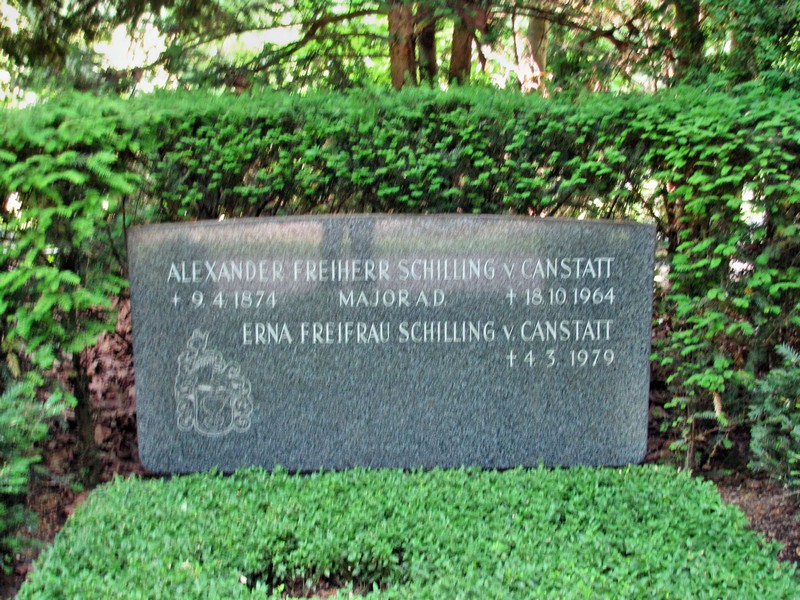 ALEXANDER FREIHERR SCHILLING v. CANSTATT
† 9. 4. 1874 MAJOR A.D. † 18.10.1964
ERNA FREIFRAU SCHILLING v. CANSTATT
† 4. 3. 1979